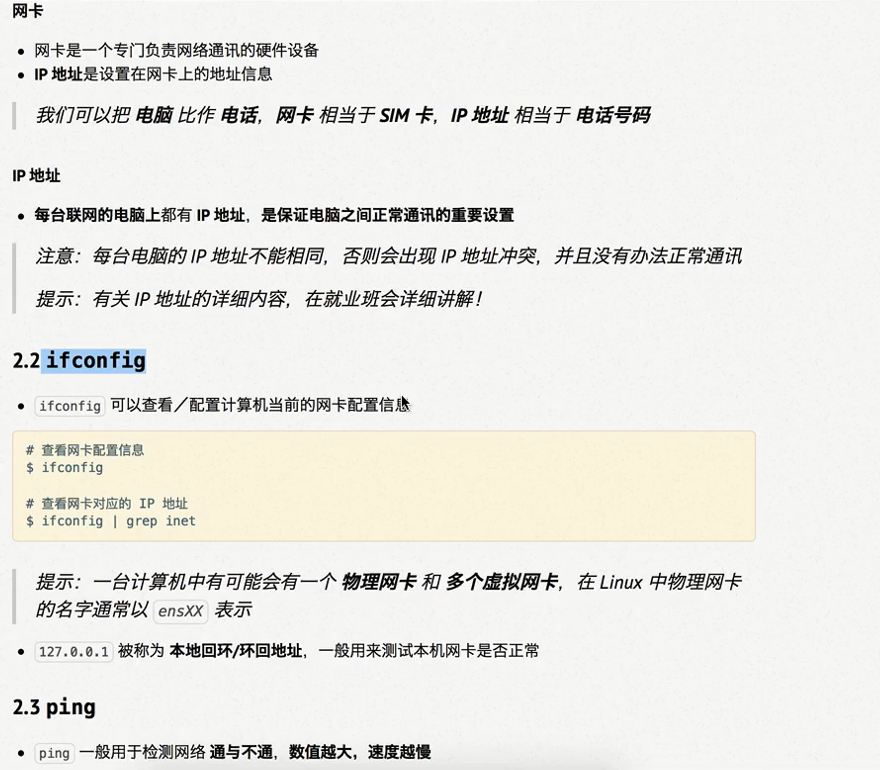 网卡
网卡是一个专门负责网络通讯的硬件设备
IP 地址是设置在网卡上的地址信息
我们可以把 电脑 比作 电话，网卡 相当于 SIM 卡，IP 地址 相当于 电话号码
IP 地址
每台联网的电脑上都有 IP 地址，是保证电脑之间正常通讯的重要设置
注意：每台电脑的 IP 地址不能相同，否则会出现 IP 地址冲突，并且没有办法正常通讯
提示：有关 IP 地址的详细内容，在就业班会详细讲解！
2.2 ifconfig
ifconfig 可以查看／配置计算机当前的网卡配置信息
# 查看网卡配置信息
$ ifconfig
# 查看网卡对应的 IP 地址
$ ifconfig | grep inet
提示：一台计算机中有可能会有一个 物理网卡 和 多个虚拟网卡，在 Linux 中物理网卡
的名字通常以 ensXX 表示
127.0.0.1 被称为 本地回环/环回地址，一般用来测试本机网卡是否正常
2.3 ping
ping 一般用于检测网络 通与不通，数值越大，速度越慢